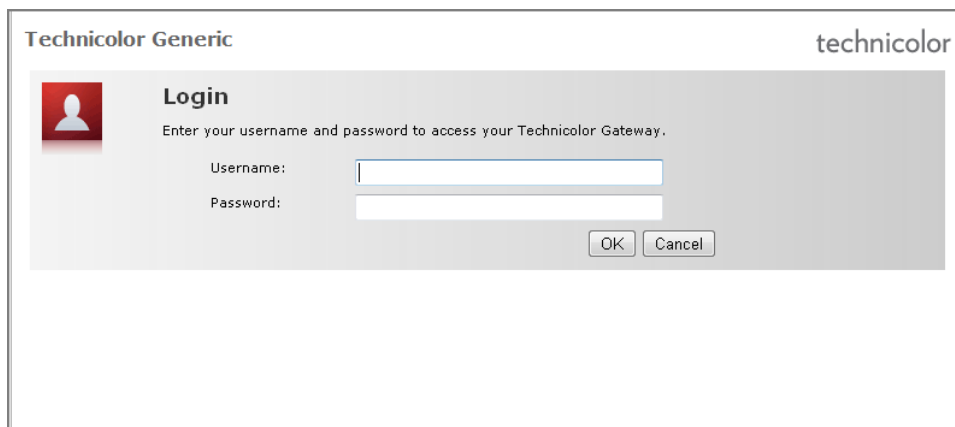 Technicolor Generic
technicolor
Login
Enter your username and password to access your Technicolor Gateway.
Username:
Password:
OK Cancel